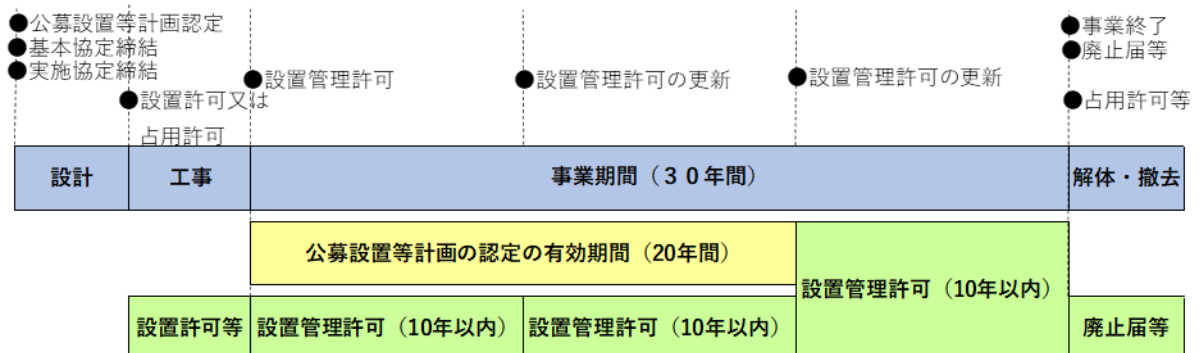 ●公募設置等計画認定
●基本協定締結
●実施協定締結
●設置許可又は
占用許可
●設置管理許可
●設置管理許可の更新
●設置管理許可の更新
●事業終了
●廃止届等
●占用許可等
設計
工事
事業期間（３０年間）
解体・撤去
公募設置等計画の認定の有効期間（20年間）
設置管理許可（10年以内）
設置許可等
設置管理許可（10年以内）
設置管理許可（10年以内）
廃止届等